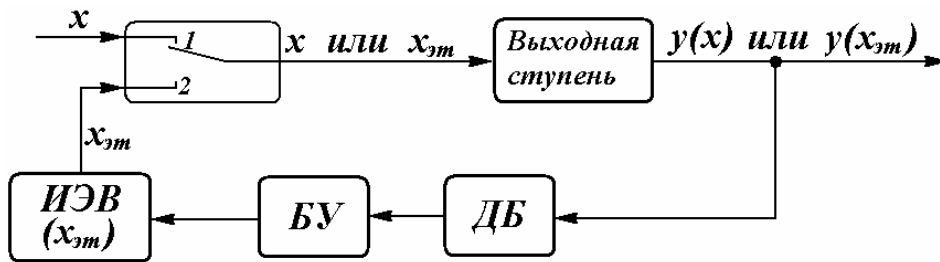 x
1
2
x или xэт
Выходная
ступень
y(x) или y(xэт)
xэт
ИЭВ
(xэт)
БУ
ДБ